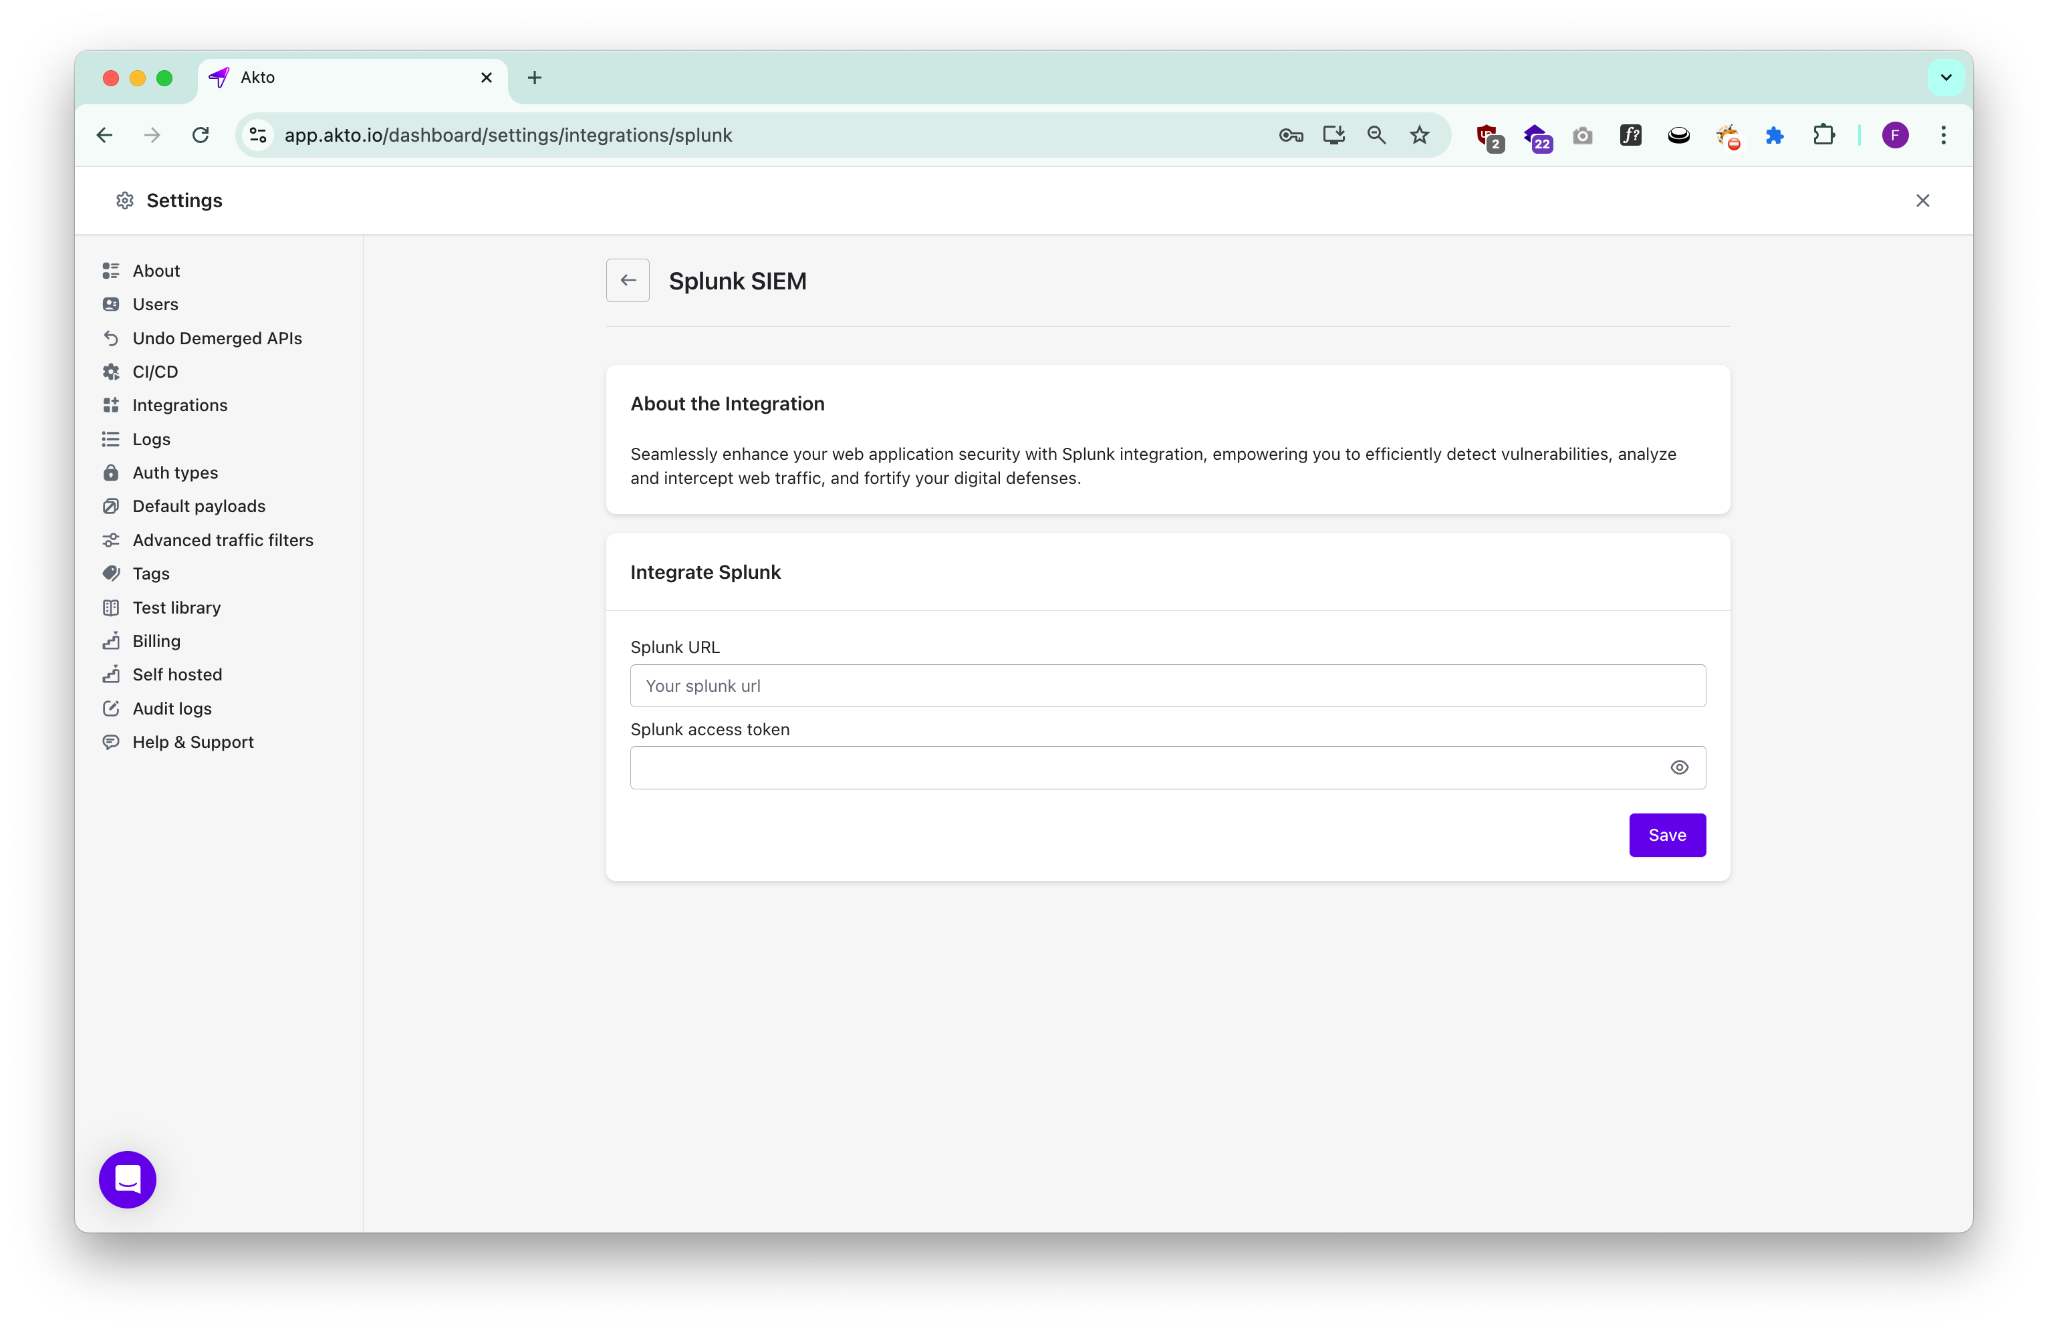 Akto
app.akto.io/dashboard/settings/integrations/splunk
2
22
f?
F
Settings
About
Users
Undo Demerged APIs
CI/CD
Integrations
Logs
Auth types
Default payloads
Advanced traffic filters
Tags
Test library
Billing
Self hosted
Audit logs
Help & Support
Splunk SIEM
About the Integration
Seamlessly enhance your web application security with Splunk integration, empowering you to efficiently detect vulnerabilities, analyze
and intercept web traffic, and fortify your digital defenses.
Integrate Splunk
Splunk URL
Your splunk url
Splunk access token
Save